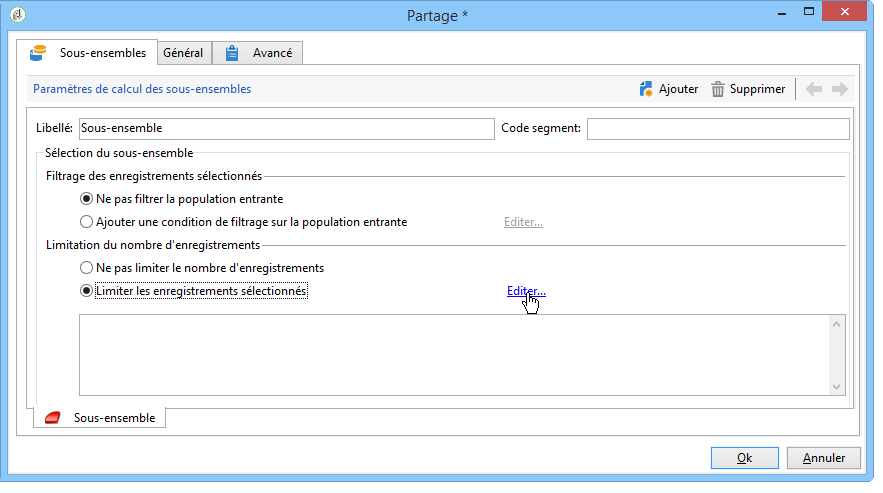 Partage *
Sous-ensembles Général Avancé
Paramètres de calcul des sous-ensembles Ajouter Supprimer
Libellé: Sous-ensemble Code segment:
Sélection du sous-ensemble
Filtrage des enregistrements sélectionnés
Ne pas filtrer la population entrante
Ajouter une condition de filtrage sur la population entrante Editer...
Limitation du nombre d'enregistrements
Ne pas limiter le nombre d'enregistrements
Limiter les enregistrements sélectionnés Editer...
Sous-ensemble
Ok Annuler